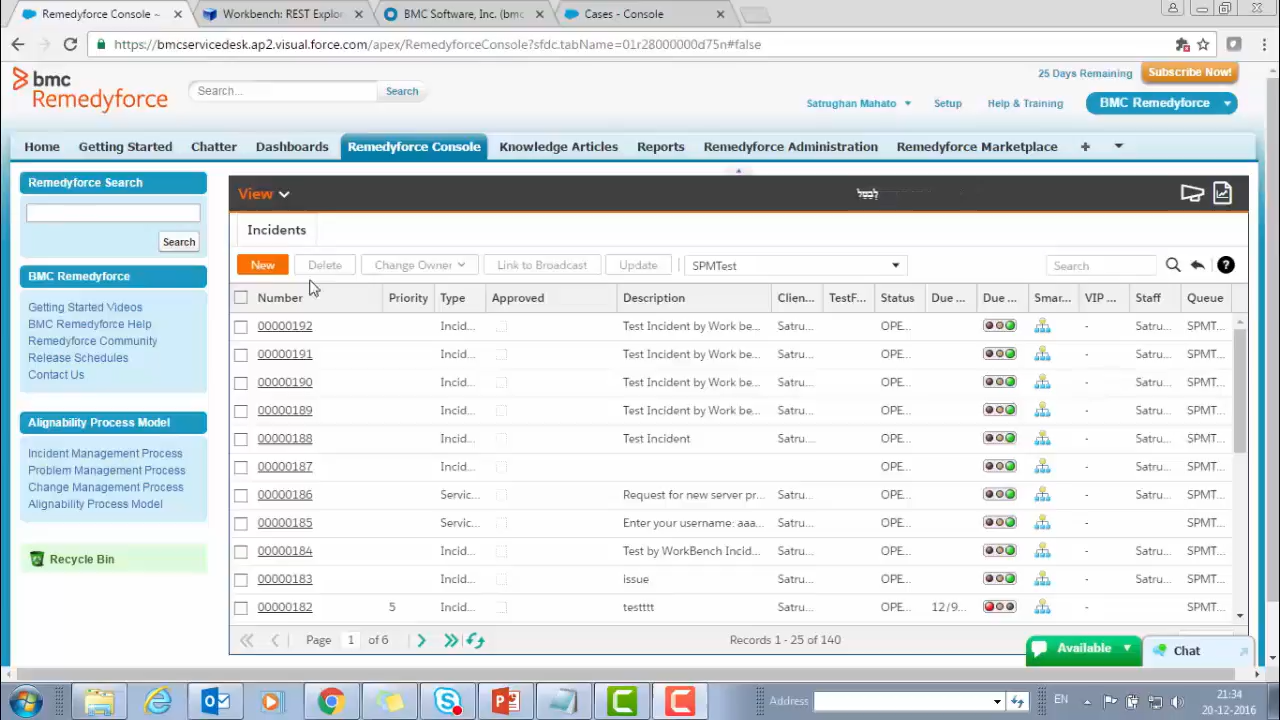 Remedyforce Console ~
Workbench: REST Explor
BMC Software, Inc. (bmc
Cases - Console
https://bmcservicedesk.ap2.visual.force.com/apex/RemedyforceConsole?sfdc.tabName=01r28000000d75n#false
bmc
Remedyforce
Search...
Search
25 Days Remaining
Subscribe Now!
Satrughan Mahato
Setup
Help & Training
BMC Remedyforce
Home
Getting Started
Chatter
Dashboards
Remedyforce Console
Knowledge Articles
Reports
Remedyforce Administration
Remedyforce Marketplace
+
Remedyforce Search
Search
BMC Remedyforce
Getting Started Videos
BMC Remedyforce Help
Remedyforce Community
Release Schedules
Contact Us
Alignability Process Model
Incident Management Process
Problem Management Process
Change Management Process
Alignability Process Model
Recycle Bin
View
Incidents
New
Delete
Change Owner
Link to Broadcast
Update
SPMTest
Search
?
Number Priority Type Approved Description Clien... TestF... Status Due ... Due ... Smar... VIP ... Staff Queue
00000192 Incid... Test Incident by Work be... Satru... OPE... - Satru... SPMT...
00000191 Incid... Test Incident by Work be... Satru... OPE... - Satru... SPMT...
00000190 Incid... Test Incident by Work be... Satru... OPE... - Satru... SPMT...
00000189 Incid... Test Incident by Work be... Satru... OPE... - Satru... SPMT...
00000188 Incid... Test Incident Satru... OPE... - Satru... SPMT...
00000187 Incid... Satru... OPE... - Satru... SPMT...
00000186 Servic... Request for new server pr... Satru... OPE... - Satru... SPMT...
00000185 Servic... Enter your username: aaa... Satru... OPE... - Satru... SPMT...
00000184 Incid... Test by WorkBench Incid... Satru... OPE... - Satru... SPMT...
00000183 Incid... issue Satru... OPE... - Satru... SPMT...
00000182 5 Incid... testttt Satru... OPE... 12/9... - SPMT...
Page 1 of 6
Records 1 - 25 of 140
Available
Chat
Address
EN
21:34
20-12-2016